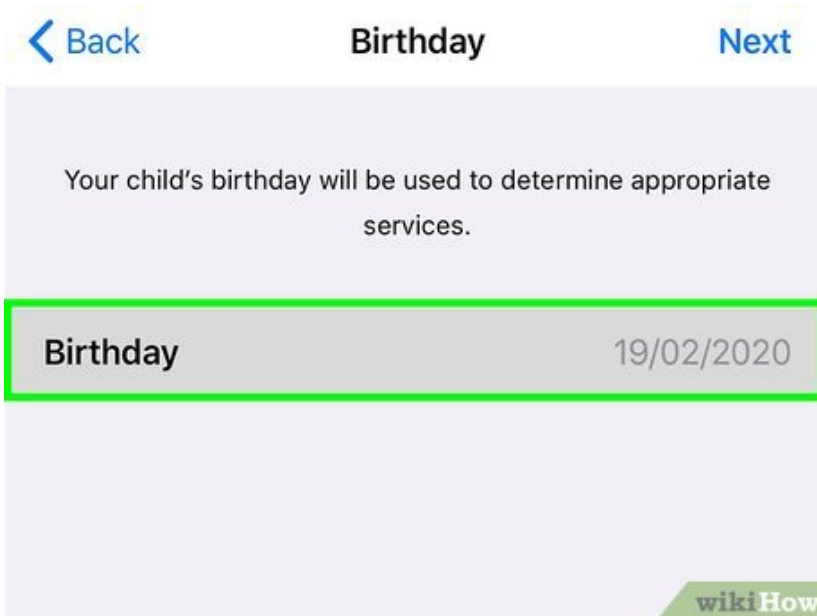 Back Birthday Next
Your child's birthday will be used to determine appropriate
services.
Birthday 19/02/2020
wikiHow